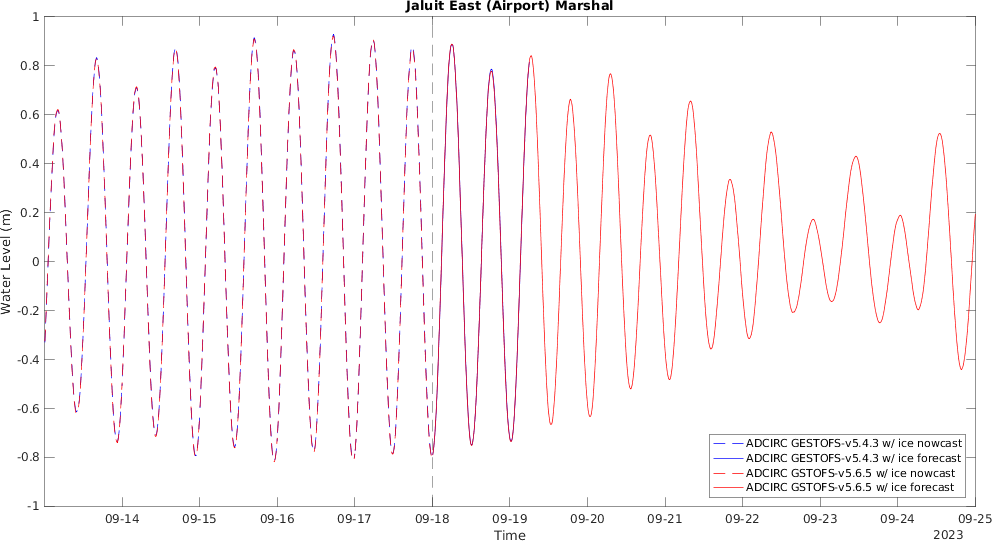 Jaluit East (Airport) Marshal
1
0.8
0.6
0.4
0.2
0
-0.2
-0.4
-0.6
-0.8
-1
Water Level (m)
ADCIRC GESTOFS-v5.4.3 w/ ice nowcast
ADCIRC GESTOFS-v5.4.3 w/ ice forecast
ADCIRC GSTOFS-v5.6.5 w/ ice nowcast
ADCIRC GSTOFS-v5.6.5 w/ ice forecast
09-14 09-15 09-16 09-17 09-18 09-19 09-20 09-21 09-22 09-23 09-24 09-25
Time
2023